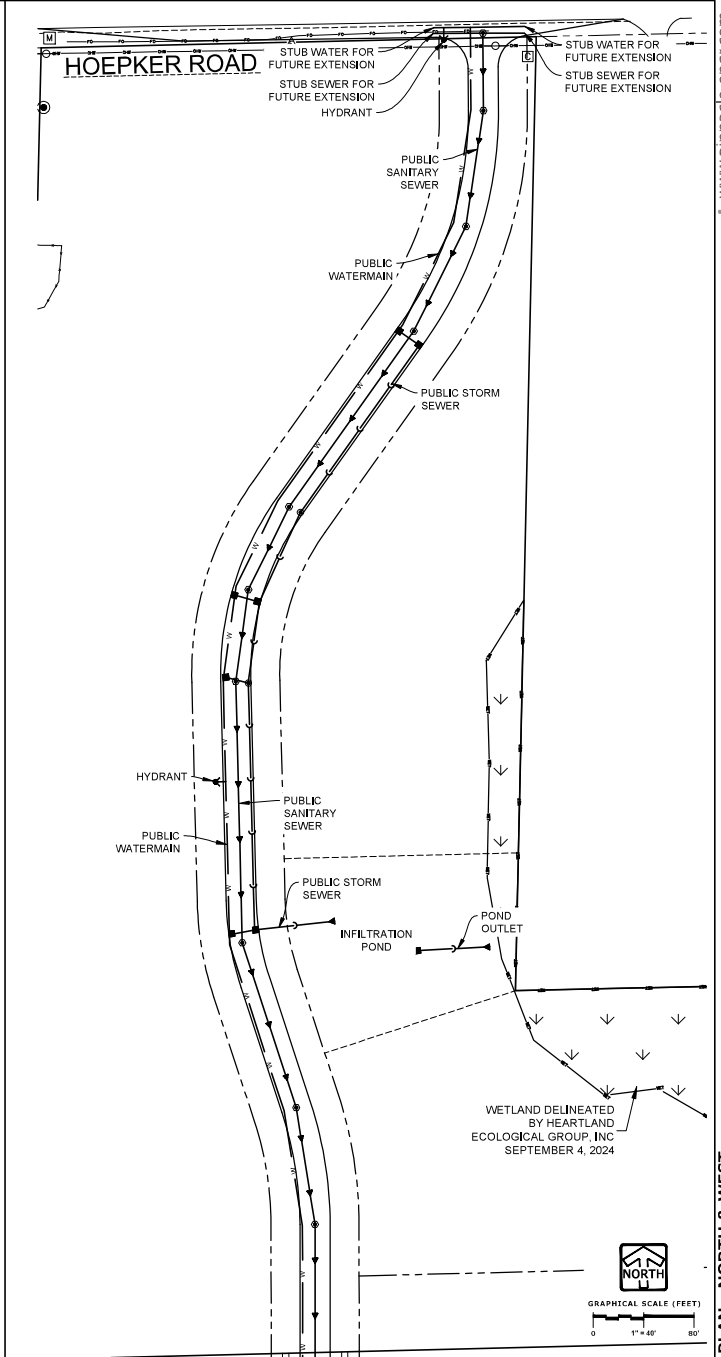 HOEPKER ROAD
M
C
STUB WATER FOR
FUTURE EXTENSION
STUB SEWER FOR
FUTURE EXTENSION
HYDRANT
STUB WATER FOR
FUTURE EXTENSION
STUB SEWER FOR
FUTURE EXTENSION
PUBLIC
SANITARY
SEWER
PUBLIC
WATERMAIN
PUBLIC STORM
SEWER
HYDRANT
PUBLIC
SANITARY
SEWER
PUBLIC
WATERMAIN
PUBLIC STORM
SEWER
INFILTRATION
POND
POND
OUTLET
WETLAND DELINEATED
BY HEARTLAND
ECOLOGICAL GROUP, INC
SEPTEMBER 4, 2024
NORTH
GRAPHICAL SCALE (FEET)
0 1" = 40' 80'